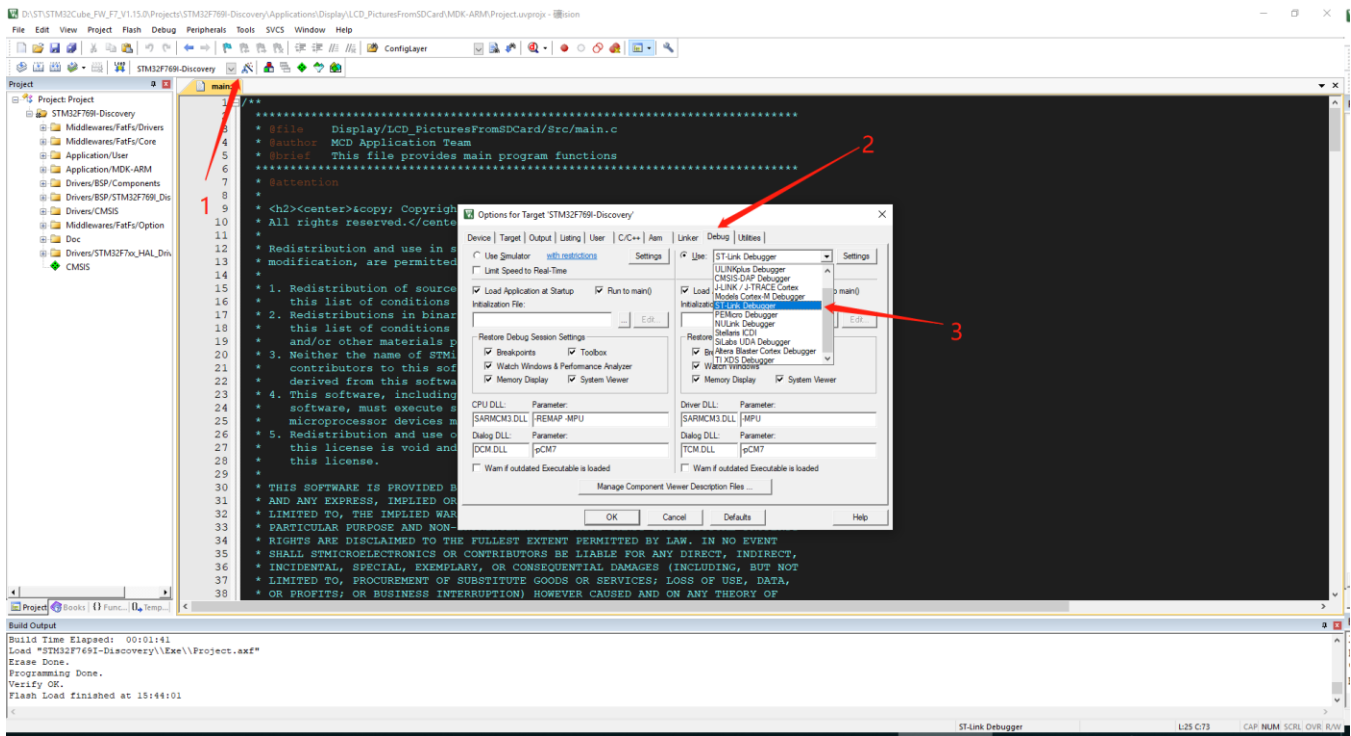 D:\ST\STM32Cube_FW_F7_V1.15.0\Projects\STM32F769I-Discovery\Applications\Display\LCD_PicturesFromSDCard\MDK-ARM\Project.uvprojx - µVision
File Edit View Project Flash Debug Peripherals Tools SVCS Window Help
ConfigLayer
STM32F769I-Discovery
Project
Project: Project
STM32F769I-Discovery
Middlewares/FatFs/Drivers
Middlewares/FatFs/Core
Application/User
Application/MDK-ARM
Drivers/BSP/Components
Drivers/BSP/STM32F769I_Dis
Drivers/CMSIS
Middlewares/FatFs/Option
Doc
Drivers/STM32F7xx_HAL_Driv
CMSIS
Project Books {} Func... Temp...
main.
1 /**
******************************************************************************
3 * @file Display/LCD_PicturesFromSDCard/Src/main.c
4 * @author MCD Application Team
5 * @brief This file provides main program functions
6 ******************************************************************************
7 * @attention
8 *
9 * <h2><center>&copy; Copyrigh
10 * All rights reserved.</cente
11 *
12 * Redistribution and use in s
13 * modification, are permitted
14 *
15 * 1. Redistribution of source
16 * this list of conditions
17 * 2. Redistributions in binar
18 * this list of conditions
19 * and/or other materials p
20 * 3. Neither the name of STMi
21 * contributors to this sof
22 * derived from this softwa
23 * 4. This software, including
24 * software, must execute s
25 * microprocessor devices m
26 * 5. Redistribution and use o
27 * this license is void and
28 * this license.
29 *
30 * THIS SOFTWARE IS PROVIDED B
31 * AND ANY EXPRESS, IMPLIED OR
32 * LIMITED TO, THE IMPLIED WAR
33 * PARTICULAR PURPOSE AND NON-
34 * RIGHTS ARE DISCLAIMED TO THE FULLEST EXTENT PERMITTED BY LAW. IN NO EVENT
35 * SHALL STMICROELECTRONICS OR CONTRIBUTORS BE LIABLE FOR ANY DIRECT, INDIRECT,
36 * INCIDENTAL, SPECIAL, EXEMPLARY, OR CONSEQUENTIAL DAMAGES (INCLUDING, BUT NOT
37 * LIMITED TO, PROCUREMENT OF SUBSTITUTE GOODS OR SERVICES; LOSS OF USE, DATA,
38 * OR PROFITS; OR BUSINESS INTERRUPTION) HOWEVER CAUSED AND ON ANY THEORY OF
1
2
3
Options for Target 'STM32F769I-Discovery'
Device Target Output Listing User C/C++ Asm Linker Debug Utilities
Use Simulator with restrictions Settings
Limit Speed to Real-Time
Load Application at Startup Run to main()
Initialization File:
... Edit...
Restore Debug Session Settings
Breakpoints Toolbox
Watch Windows & Performance Analyzer
Memory Display System Viewer
CPU DLL: Parameter:
SARMCM3.DLL -REMAP -MPU
Dialog DLL: Parameter:
DCM.DLL -pCM7
Warn if outdated Executable is loaded
Use: ST-Link Debugger Settings
ULINKplus Debugger
CMSIS-DAP Debugger
J-LINK / J-TRACE Cortex
Models Cortex-M Debugger
ST-Link Debugger
PEMicro Debugger
NULink Debugger
Stellaris ICDI
SiLabs UDA Debugger
Altera Blaster Cortex Debugger
TI XDS Debugger
Load o main()
Initializatio
Edit...
Restore
Watch Windows
Memory Display System Viewer
Driver DLL: Parameter:
SARMCM3.DLL -MPU
Dialog DLL: Parameter:
TCM.DLL -pCM7
Warn if outdated Executable is loaded
Manage Component Viewer Description Files ...
OK Cancel Defaults Help
Build Output
Build Time Elapsed: 00:01:41
Load "STM32F769I-Discovery\\Exe\\Project.axf"
Erase Done.
Programming Done.
Verify OK.
Flash Load finished at 15:44:01
ST-Link Debugger L:25 C:73 CAP NUM SCRL OVR R/W